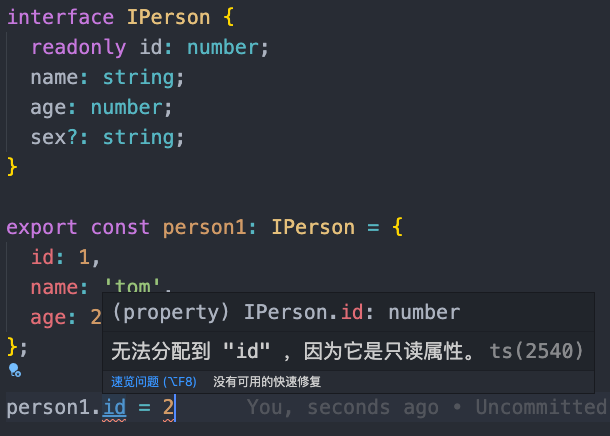 interface IPerson {
readonly id: number;
name: string;
age: number;
sex?: string;
}
export const person1: IPerson = {
id: 1,
name: 'tom',
age: 2
(property) IPerson.id: number
无法分配到 "id" ，因为它是只读属性。 ts(2540)
速览问题 (⌥F8) 没有可用的快速修复
};
person1.id = 2 You, seconds ago • Uncommitted